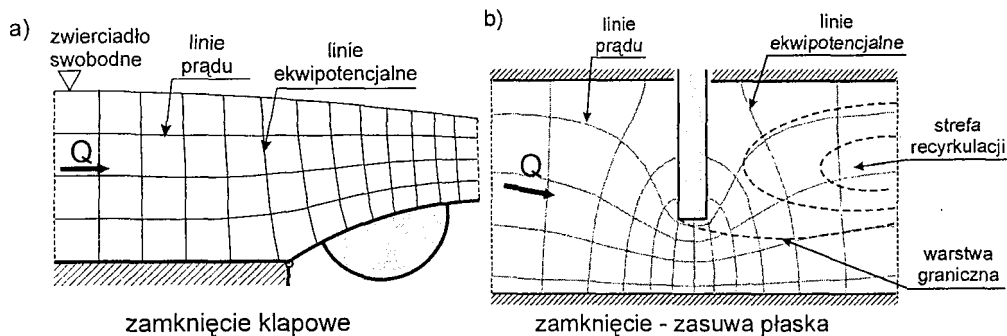 a)
zwierciadło
swobodne
linie
prądu
linie
ekwipotencjalne
Q
zamknięcie klapowe
b)
linie
prądu
linie
ekwipotencjalne
strefa
recyrkulacji
Q
warstwa
graniczna
zamknięcie - zasuwa płaska